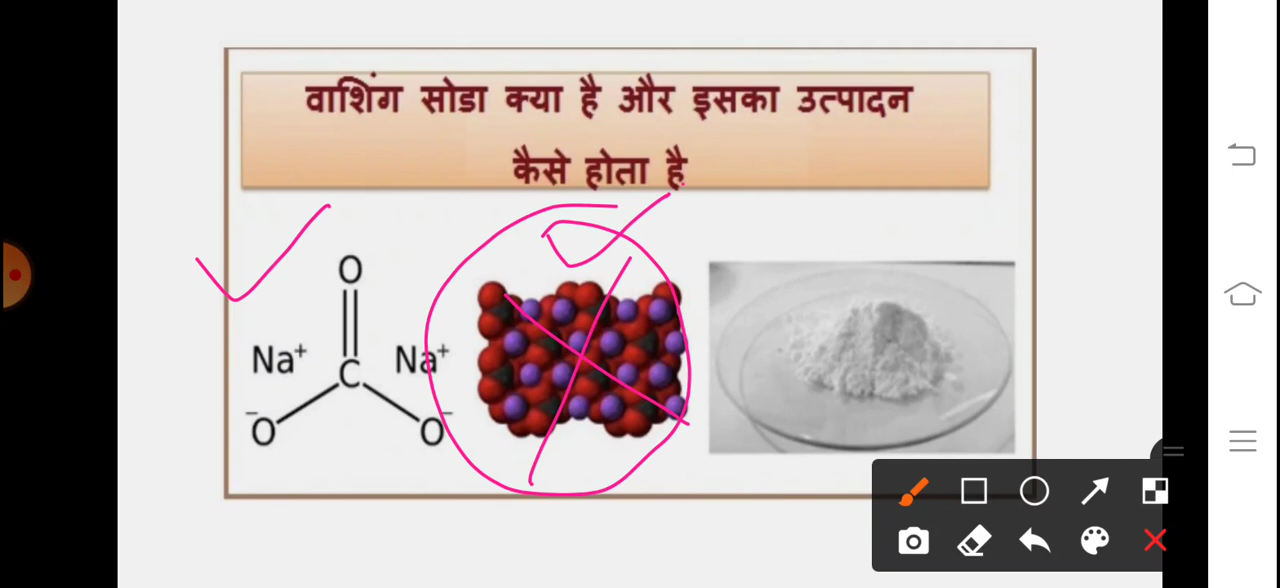 वाशिंग सोडा क्या है और इसका उत्पादन
कैसे होता है
O
Na⁺ C Na⁺
⁻O O⁻